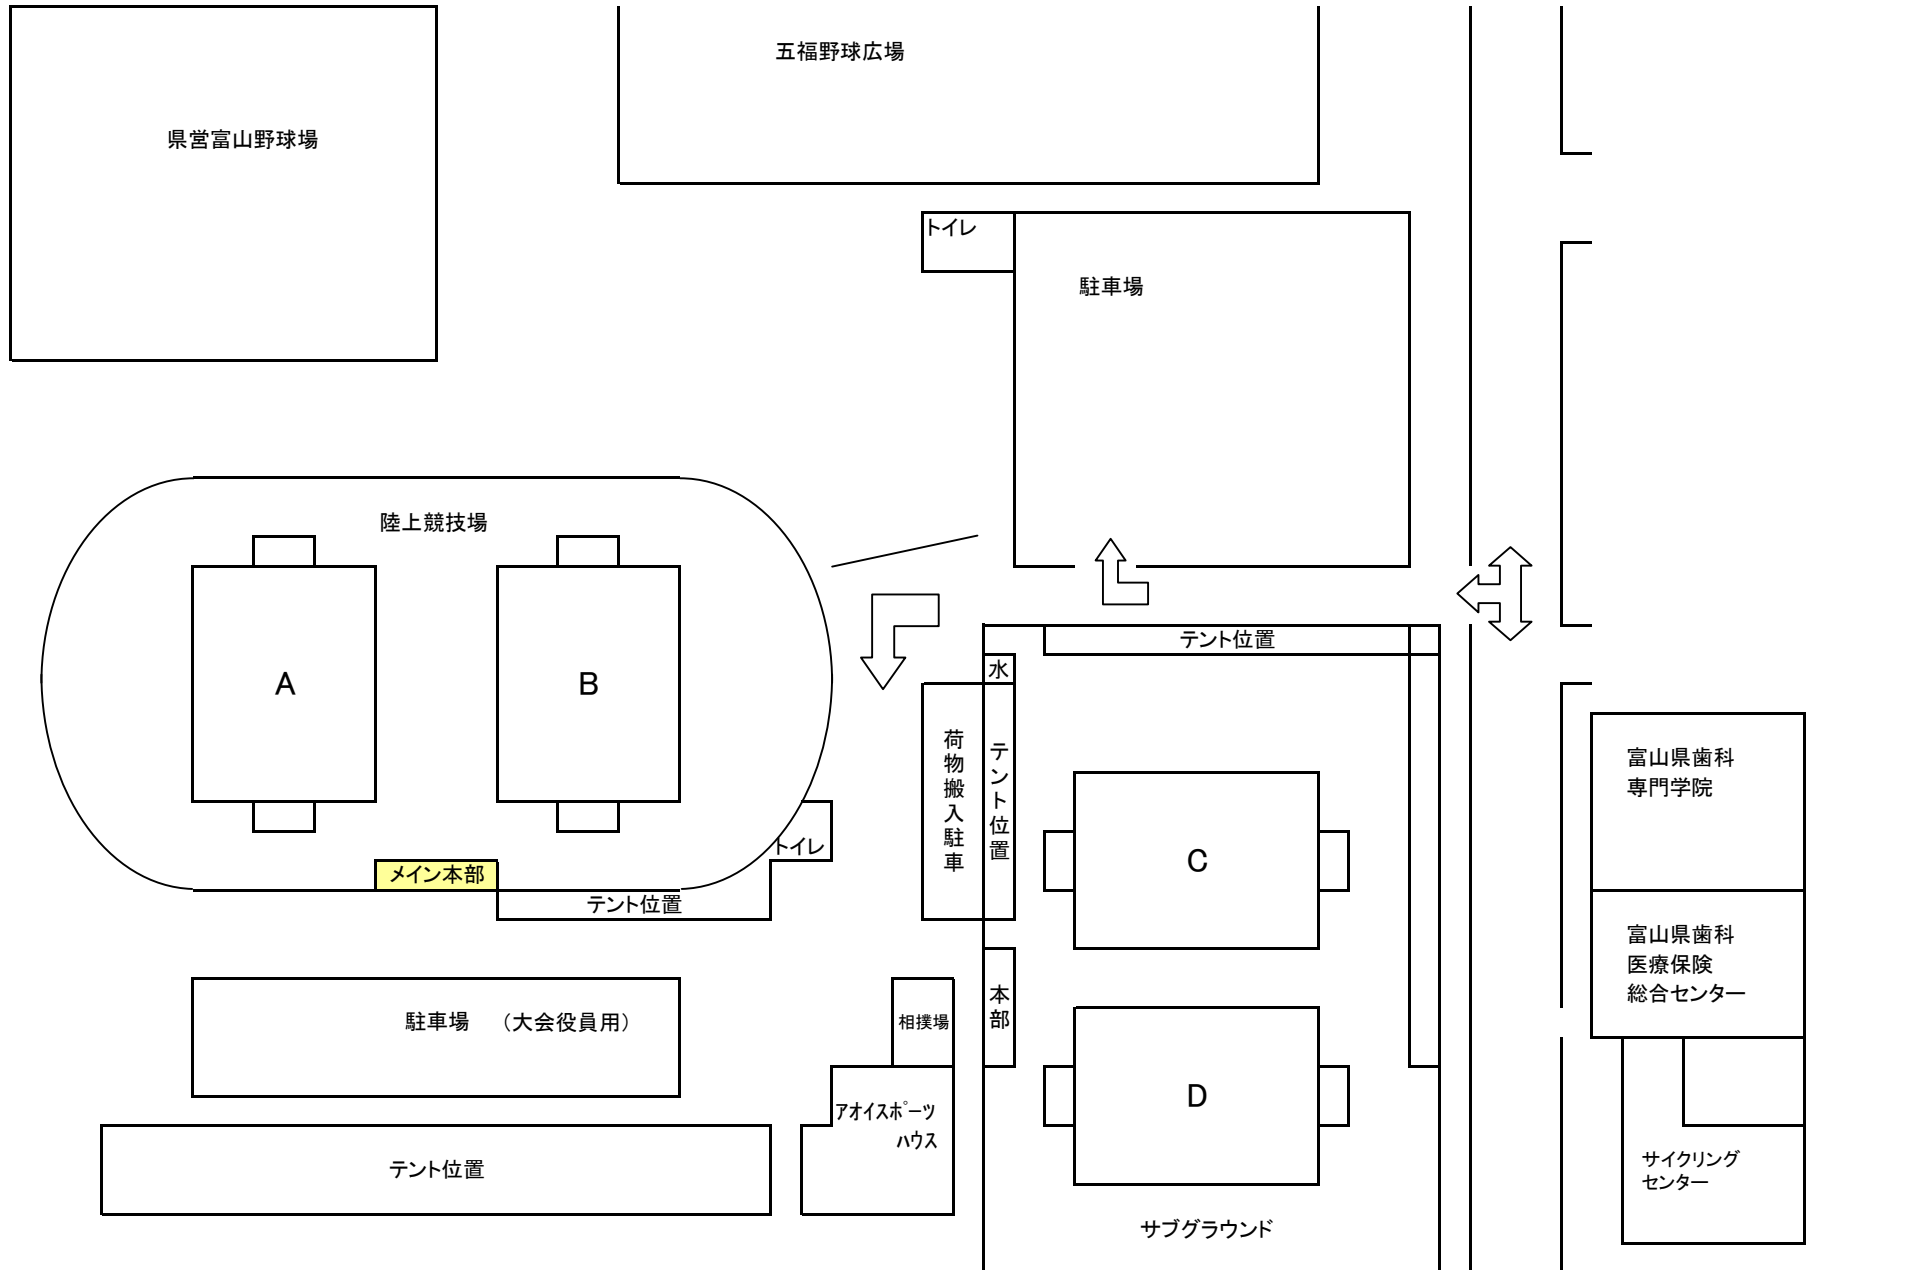 五福野球広場
県営富山野球場
トイレ
駐車場
陸上競技場
テント位置
水
A
B
荷物搬入駐車
テント位置
富山県歯科
専門学院
C
トイレ
メイン本部
テント位置
富山県歯科
医療保険
総合センター
本部
駐車場　（大会役員用）
相撲場
D
ｱｵｲｽﾎﾟｰﾂ
ﾊｳｽ
テント位置
サイクリング
センター
サブグラウンド